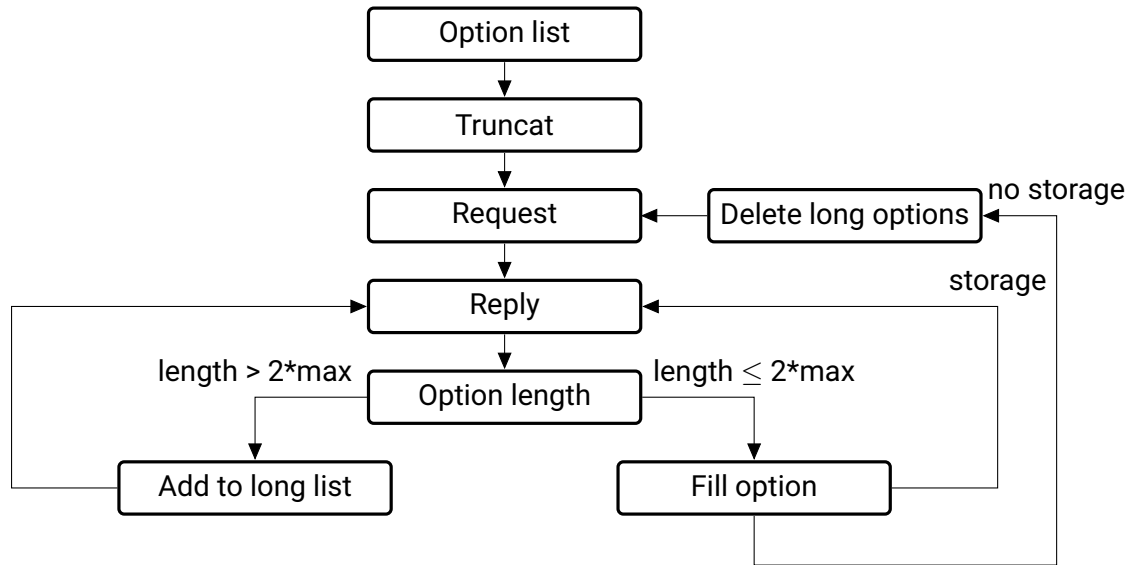 Option list
Truncat
Request
Delete long options
no storage
storage
Reply
length > 2*max
length ≤ 2*max
Option length
Add to long list
Fill option